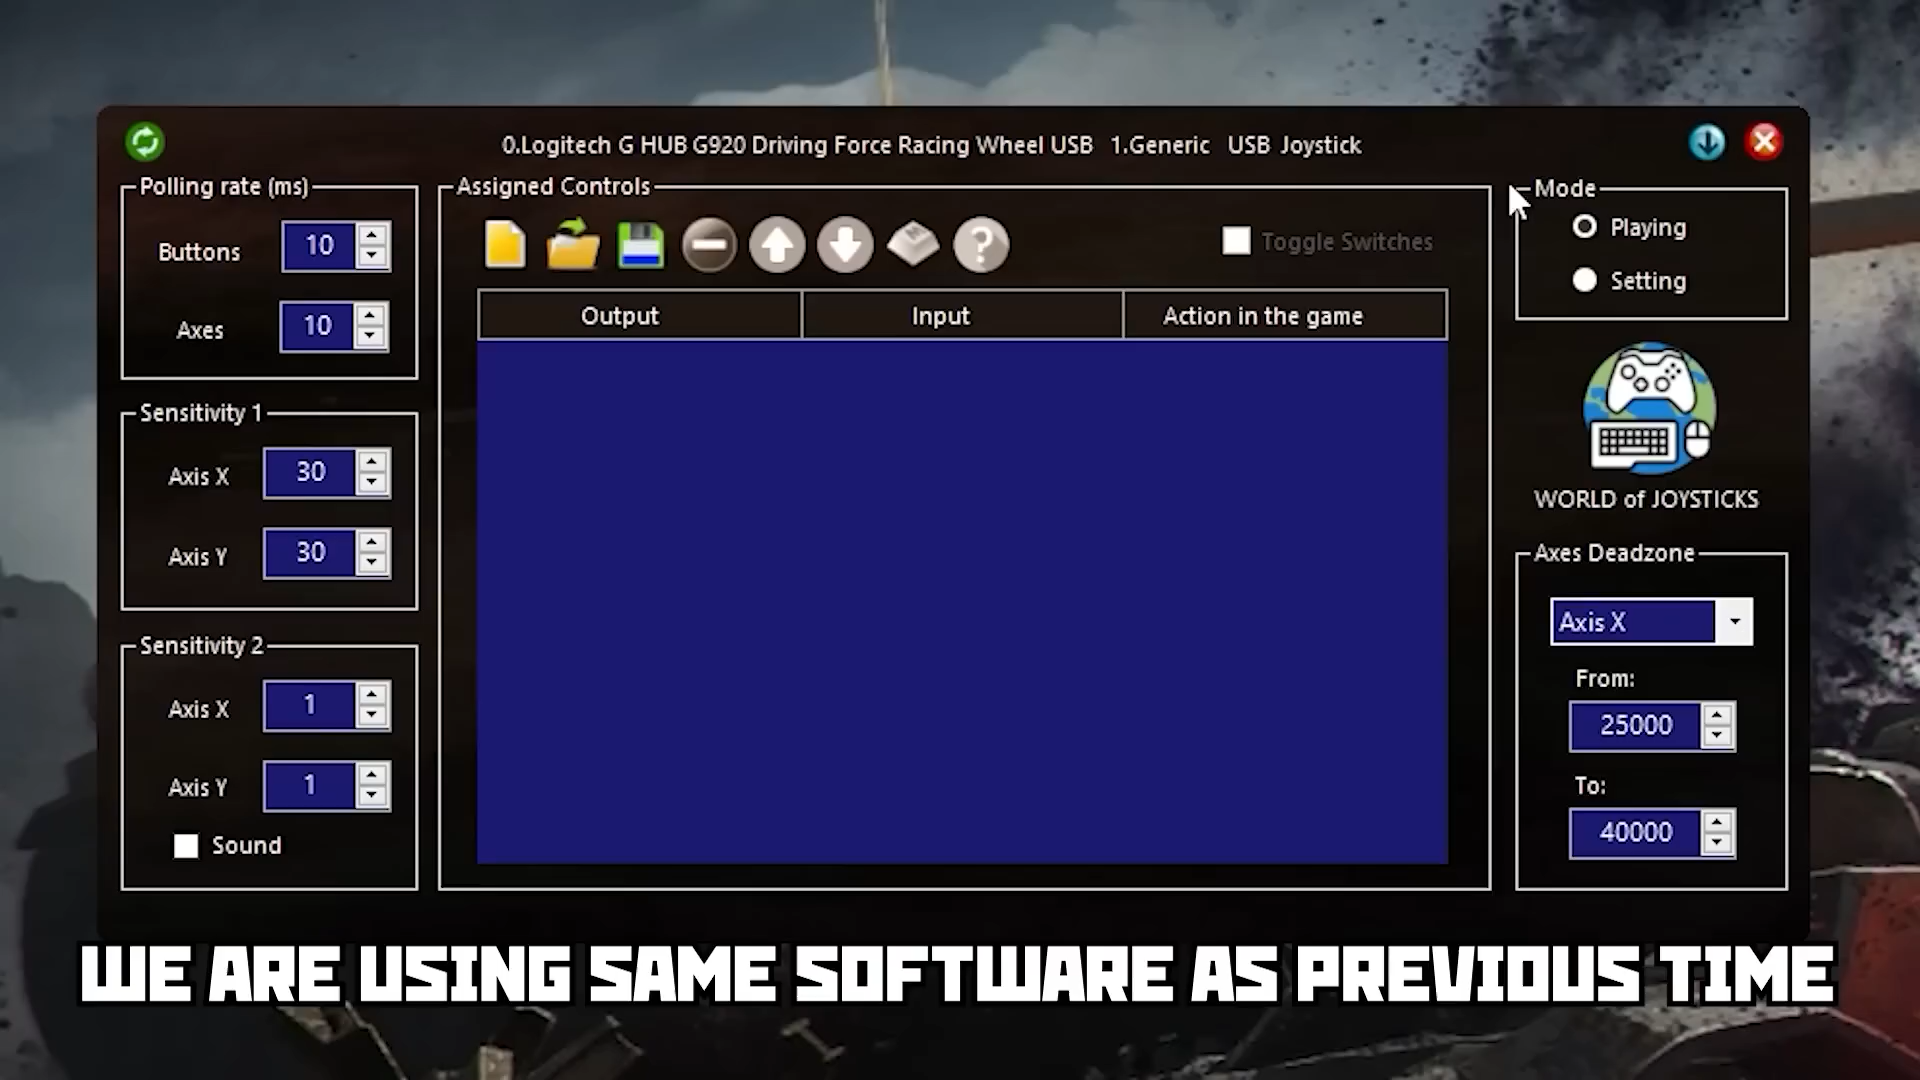 0.Logitech G HUB G920 Driving Force Racing Wheel USB 1.Generic USB Joystick
Polling rate (ms)
Buttons 10
Axes 10
Sensitivity 1
Axis X 30
Axis Y 30
Sensitivity 2
Axis X 1
Axis Y 1
Sound
Assigned Controls
Toggle Switches
Output Input Action in the game
Mode
Playing
Setting
WORLD of JOYSTICKS
Axes Deadzone
Axis X
From:
25000
To:
40000
WE ARE USING SAME SOFTWARE AS PREVIOUS TIME